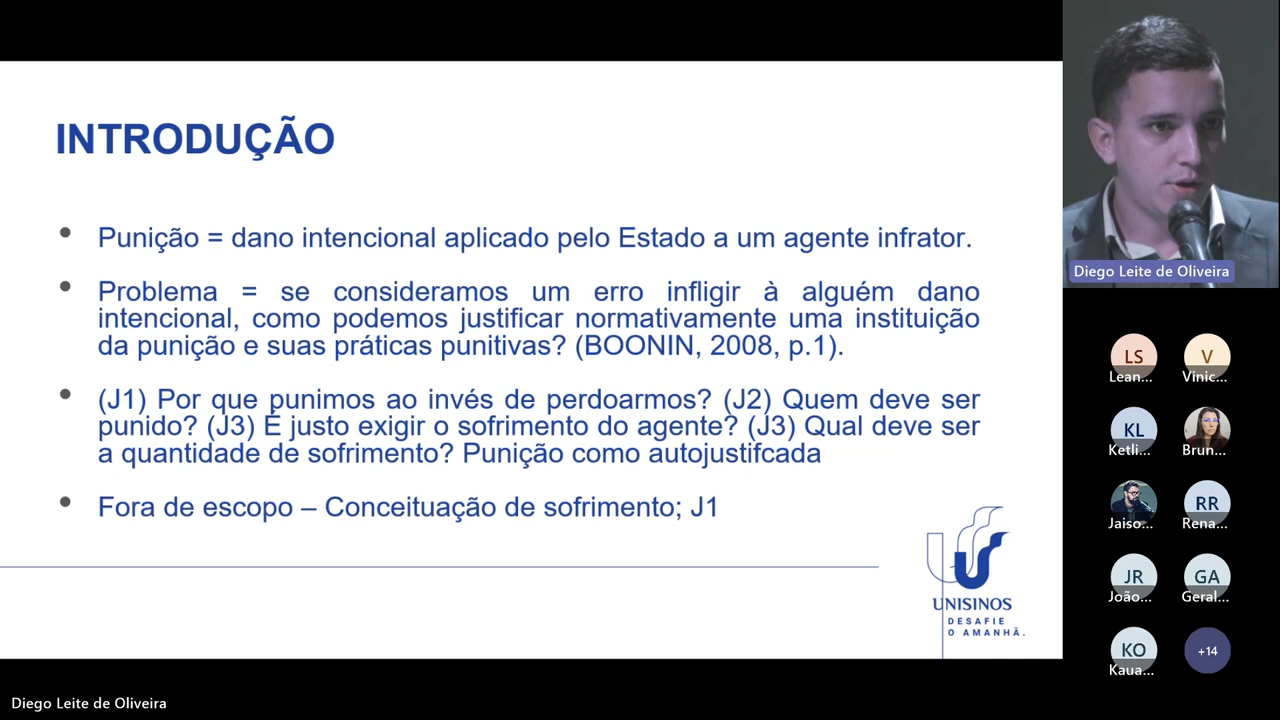 INTRODUÇÃO
• Punição = dano intencional aplicado pelo Estado a um agente infrator.
• Problema = se consideramos um erro infligir à alguém dano
intencional, como podemos justificar normativamente uma instituição
da punição e suas práticas punitivas? (BOONIN, 2008, p.1).
• (J1) Por que punimos ao invés de perdoarmos? (J2) Quem deve ser
punido? (J3) É justo exigir o sofrimento do agente? (J3) Qual deve ser
a quantidade de sofrimento? Punição como autojustifcada
• Fora de escopo – Conceituação de sofrimento; J1
UNISINOS
DESAFIE
O AMANHÃ.
Diego Leite de Oliveira
LS
Lean...
V
Vinic...
KL
Ketli...
Brun...
Jaiso...
RR
Rena...
JR
João...
GA
Geral...
KO
Kaua...
+14
Diego Leite de Oliveira